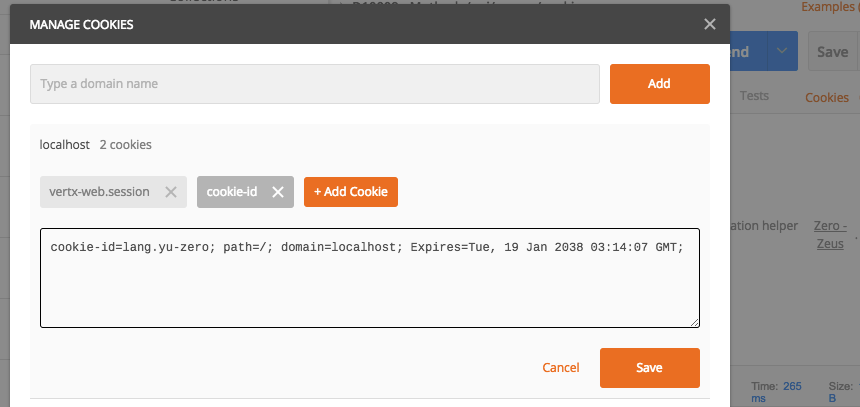 MANAGE COOKIES
Examples
Type a domain name
Add
nd
Save
Tests
Cookies
localhost 2 cookies
vertx-web.session
cookie-id
+ Add Cookie
ation helper
Zero -
Zeus
cookie-id=lang.yu-zero; path=/; domain=localhost; Expires=Tue, 19 Jan 2038 03:14:07 GMT;
Cancel
Save
Time: 265
ms
Size:
B